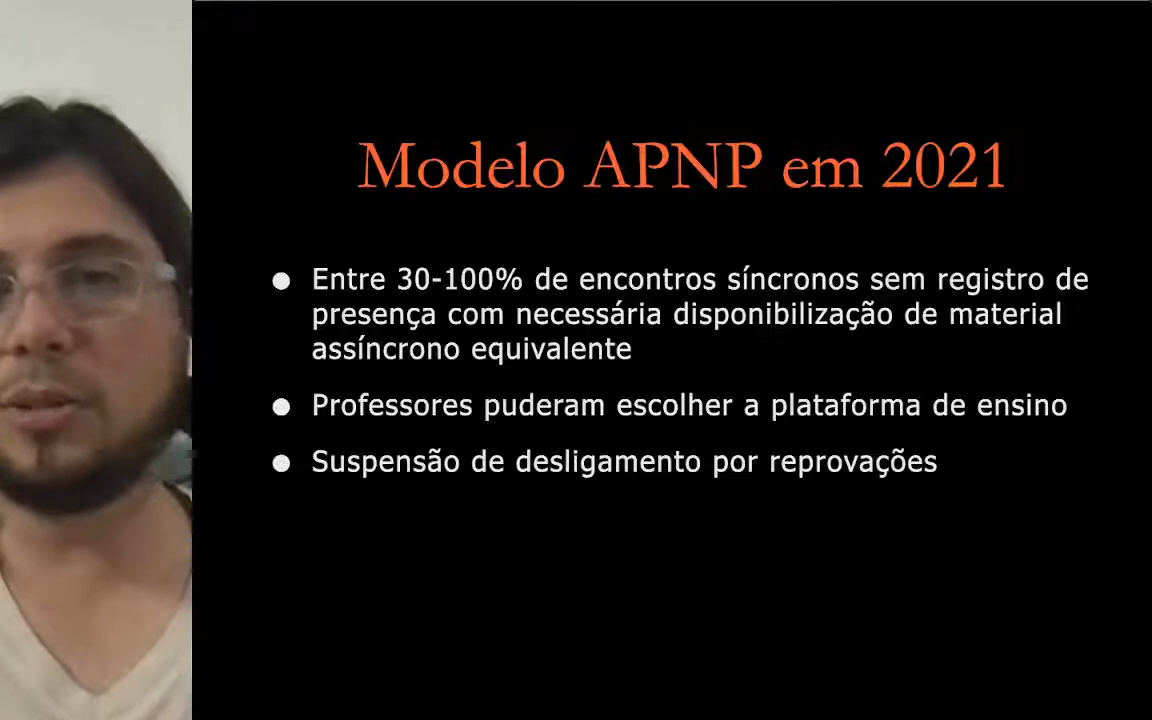 Modelo APNP em 2021
● Entre 30-100% de encontros síncronos sem registro de
presença com necessária disponibilização de material
assíncrono equivalente
● Professores puderam escolher a plataforma de ensino
● Suspensão de desligamento por reprovações